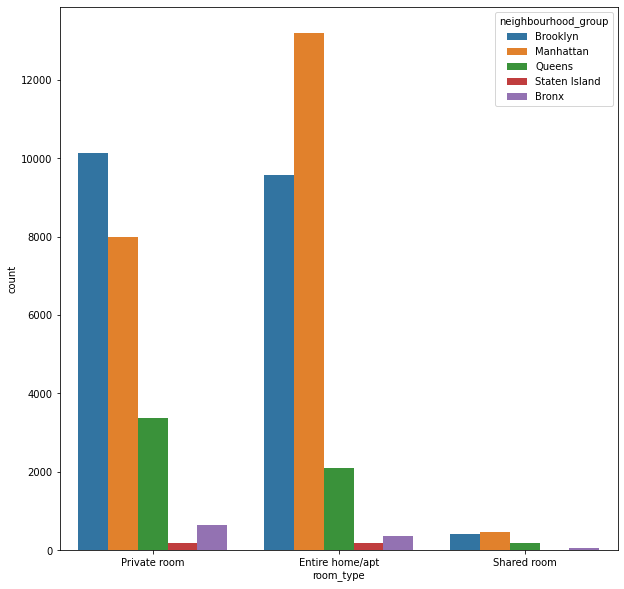 neighbourhood_group
Brooklyn
Manhattan
Queens
Staten Island
Bronx
12000
10000
8000
6000
4000
2000
0
count
Private room
Entire home/apt
Shared room
room_type